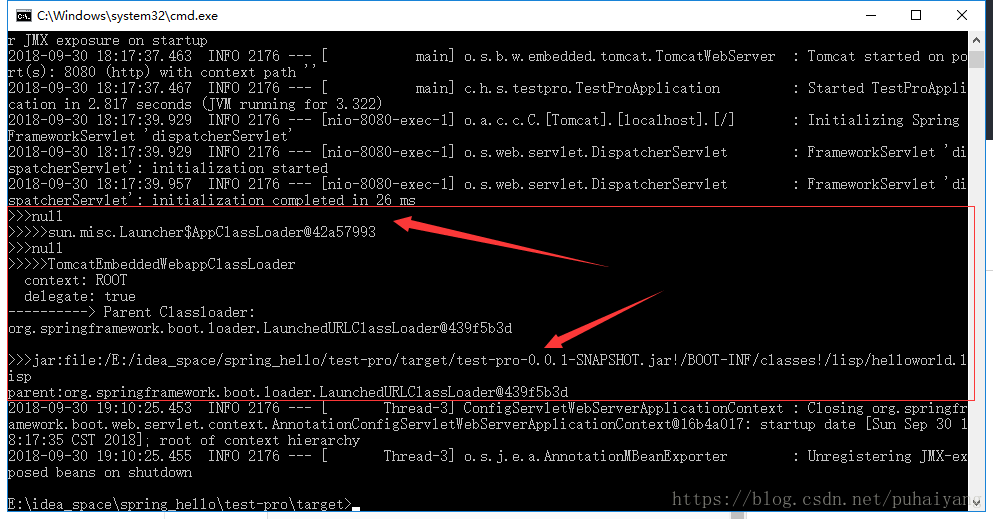 C:\Windows\system32\cmd.exe
r JMX exposure on startup
2018-09-30 18:17:37.463  INFO 2176 --- [           main] o.s.b.w.embedded.tomcat.TomcatWebServer  : Tomcat started on po
rt(s): 8080 (http) with context path ''
2018-09-30 18:17:37.467  INFO 2176 --- [           main] c.h.s.testpro.TestProApplication         : Started TestProAppli
cation in 2.817 seconds (JVM running for 3.322)
2018-09-30 18:17:39.929  INFO 2176 --- [nio-8080-exec-1] o.a.c.c.C.[Tomcat].[localhost].[/]       : Initializing Spring
FrameworkServlet 'dispatcherServlet'
2018-09-30 18:17:39.929  INFO 2176 --- [nio-8080-exec-1] o.s.web.servlet.DispatcherServlet        : FrameworkServlet 'di
spatcherServlet': initialization started
2018-09-30 18:17:39.957  INFO 2176 --- [nio-8080-exec-1] o.s.web.servlet.DispatcherServlet        : FrameworkServlet 'di
spatcherServlet': initialization completed in 26 ms
>>>null
>>>>>sun.misc.Launcher$AppClassLoader@42a57993
>>>null
>>>>>TomcatEmbeddedWebappClassLoader
  context: ROOT
  delegate: true
----------> Parent Classloader:
org.springframework.boot.loader.LaunchedURLClassLoader@439f5b3d
>>>jar:file:/E:/idea_space/spring_hello/test-pro/target/test-pro-0.0.1-SNAPSHOT.jar!/BOOT-INF/classes!/lisp/helloworld.l
isp
parent:org.springframework.boot.loader.LaunchedURLClassLoader@439f5b3d
2018-09-30 19:10:25.453  INFO 2176 --- [       Thread-3] ConfigServletWebServerApplicationContext : Closing org.springfr
amework.boot.web.servlet.context.AnnotationConfigServletWebServerApplicationContext@16b4a017: startup date [Sun Sep 30 1
8:17:35 CST 2018]; root of context hierarchy
2018-09-30 19:10:25.455  INFO 2176 --- [       Thread-3] o.s.j.e.a.AnnotationMBeanExporter        : Unregistering JMX-ex
posed beans on shutdown
E:\idea_space\spring_hello\test-pro\target>
https://blog.csdn.net/puhaiyang